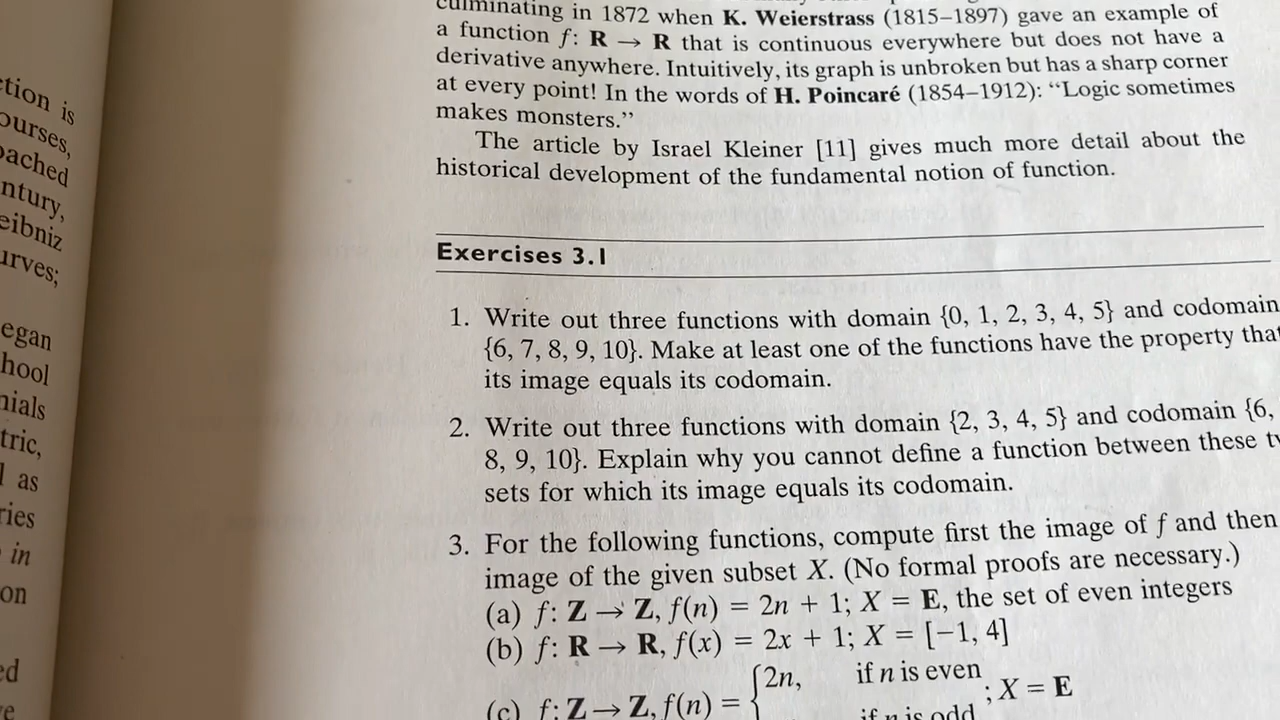 ction is
ourses,
oached
ntury,
eibniz
urves;
egan
hool
nials
tric,
l as
ries
in
on
ed
culminating in 1872 when K. Weierstrass (1815–1897) gave an example of
a function f: R → R that is continuous everywhere but does not have a
derivative anywhere. Intuitively, its graph is unbroken but has a sharp corner
at every point! In the words of H. Poincaré (1854–1912): “Logic sometimes
makes monsters.”
The article by Israel Kleiner [11] gives much more detail about the
historical development of the fundamental notion of function.
Exercises 3.1
1. Write out three functions with domain {0, 1, 2, 3, 4, 5} and codomain
{6, 7, 8, 9, 10}. Make at least one of the functions have the property that
its image equals its codomain.
2. Write out three functions with domain {2, 3, 4, 5} and codomain {6,
8, 9, 10}. Explain why you cannot define a function between these tw
sets for which its image equals its codomain.
3. For the following functions, compute first the image of f and then
image of the given subset X. (No formal proofs are necessary.)
(a) f: Z → Z, f(n) = 2n + 1; X = E, the set of even integers
(b) f: R → R, f(x) = 2x + 1; X = [−1, 4]
(c) f: Z → Z, f(n) = {2n, if n is even ; X = E
if n is odd